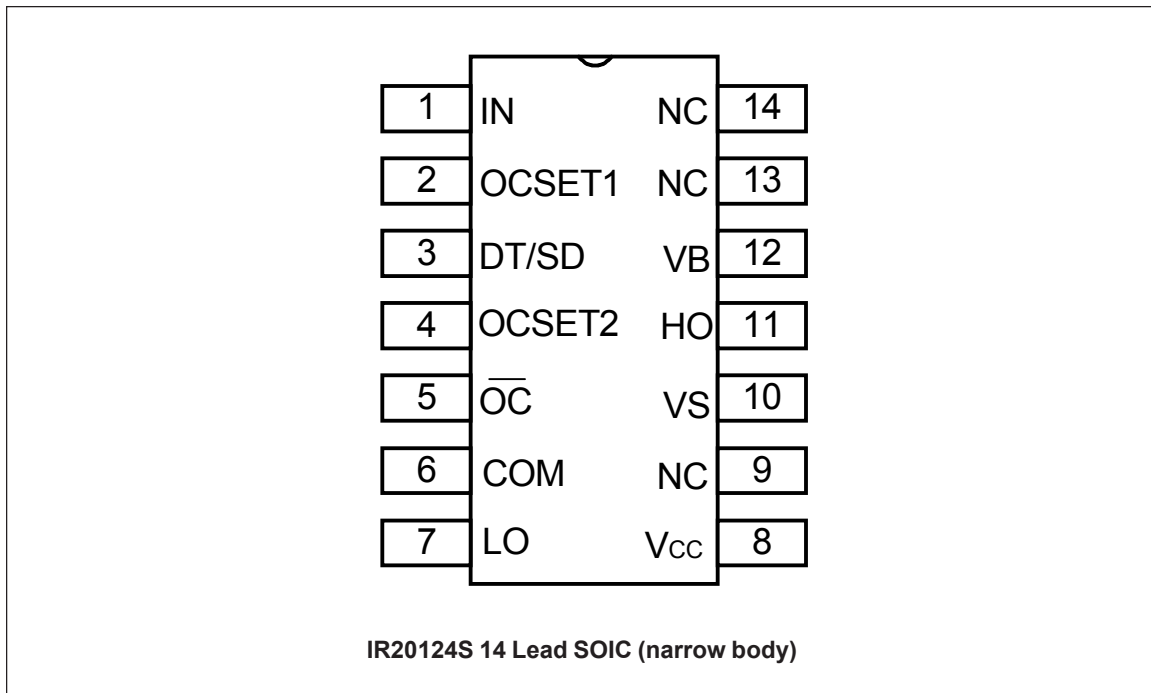 1 IN NC 14
2 OCSET1 NC 13
3 DT/SD VB 12
4 OCSET2 HO 11
5 O̅C̅ VS 10
6 COM NC 9
7 LO VCC 8
IR20124S 14 Lead SOIC (narrow body)